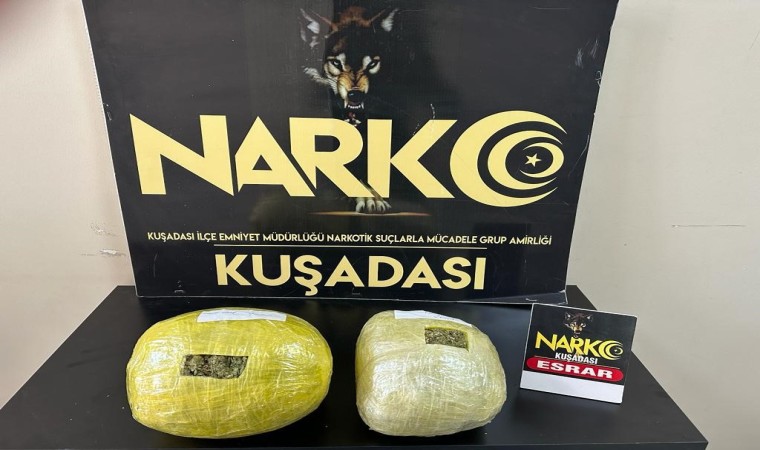 NARKO
KUŞADASI İLÇE EMNİYET MÜDÜRLÜĞÜ NARKOTİK SUÇLARLA MÜCADELE GRUP AMİRLİĞİ
KUŞADASI
NARKO
KUŞADASI
ESRAR